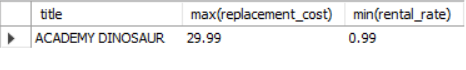 title max(replacement_cost) min(rental_rate)
ACADEMY DINOSAUR 29.99 0.99